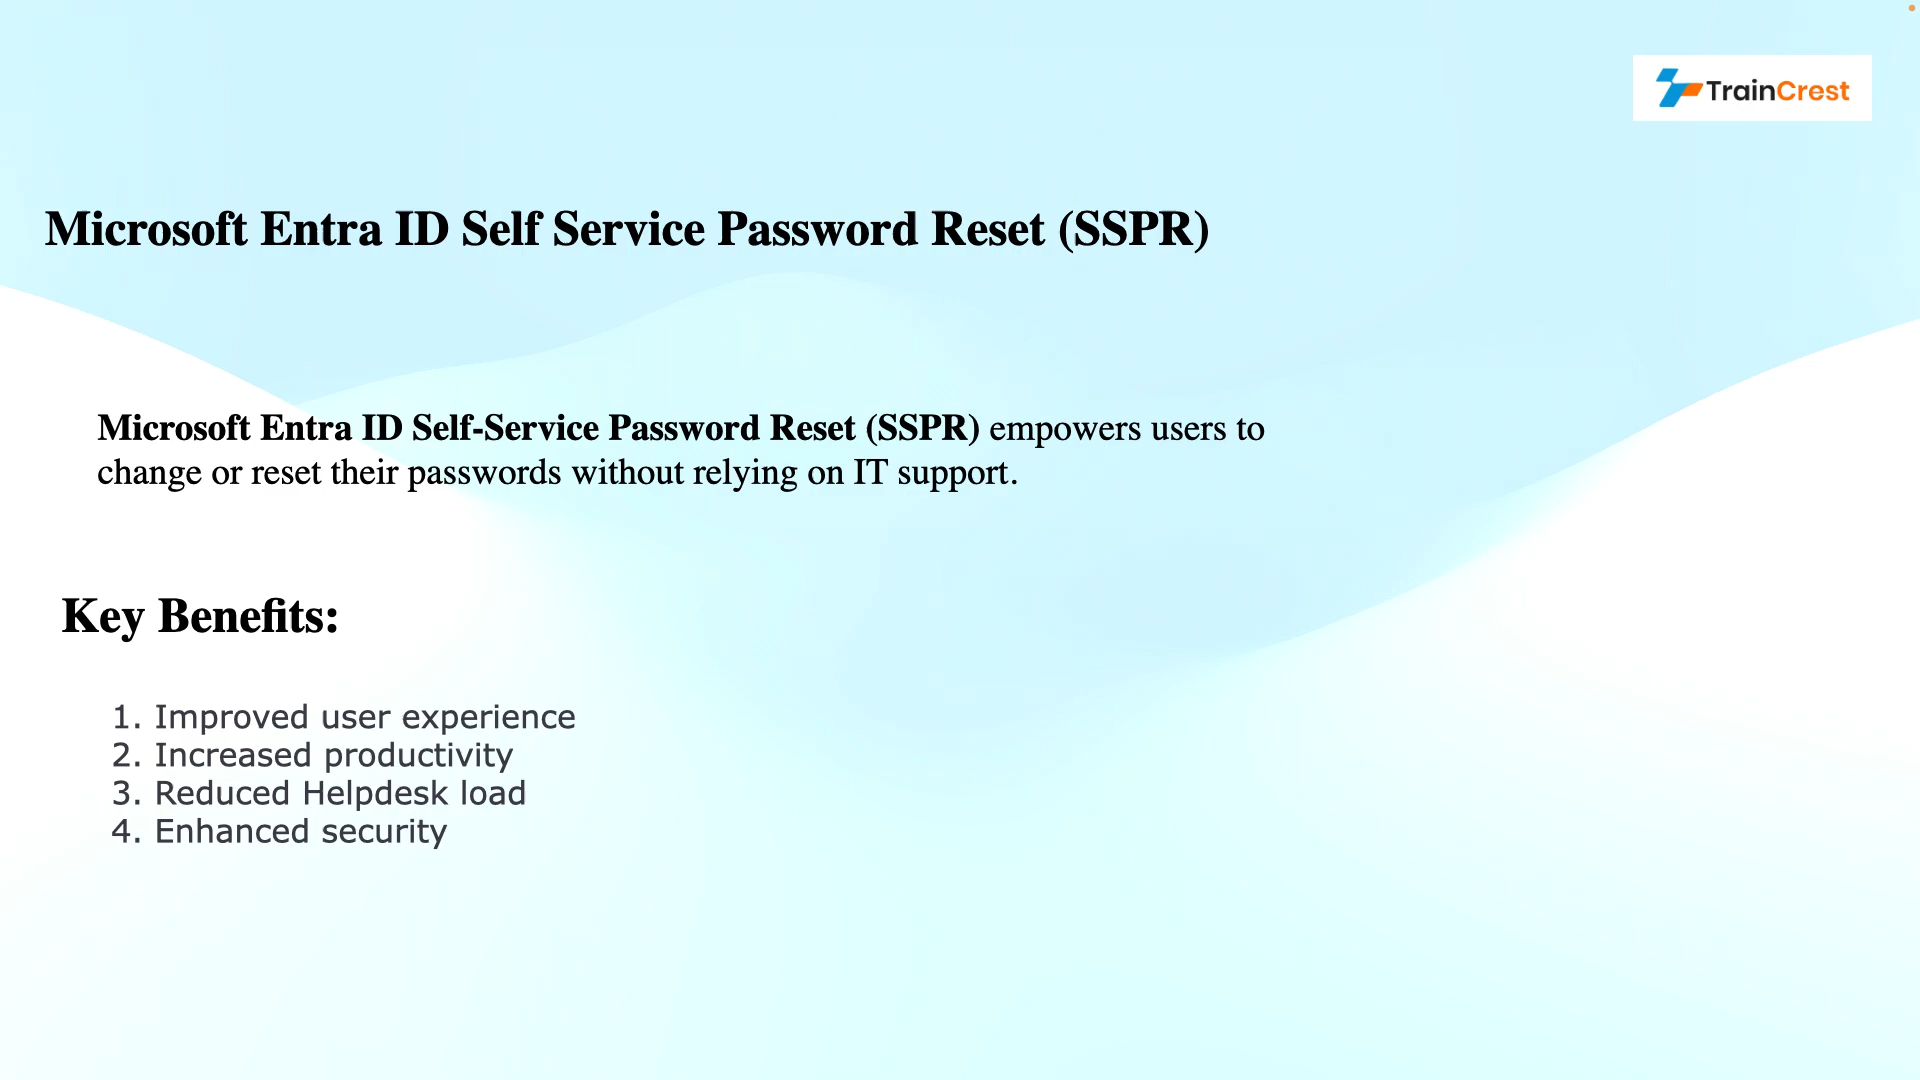 TrainCrest
Microsoft Entra ID Self Service Password Reset (SSPR)
Microsoft Entra ID Self-Service Password Reset (SSPR) empowers users to
change or reset their passwords without relying on IT support.
Key Benefits:
1. Improved user experience
2. Increased productivity
3. Reduced Helpdesk load
4. Enhanced security